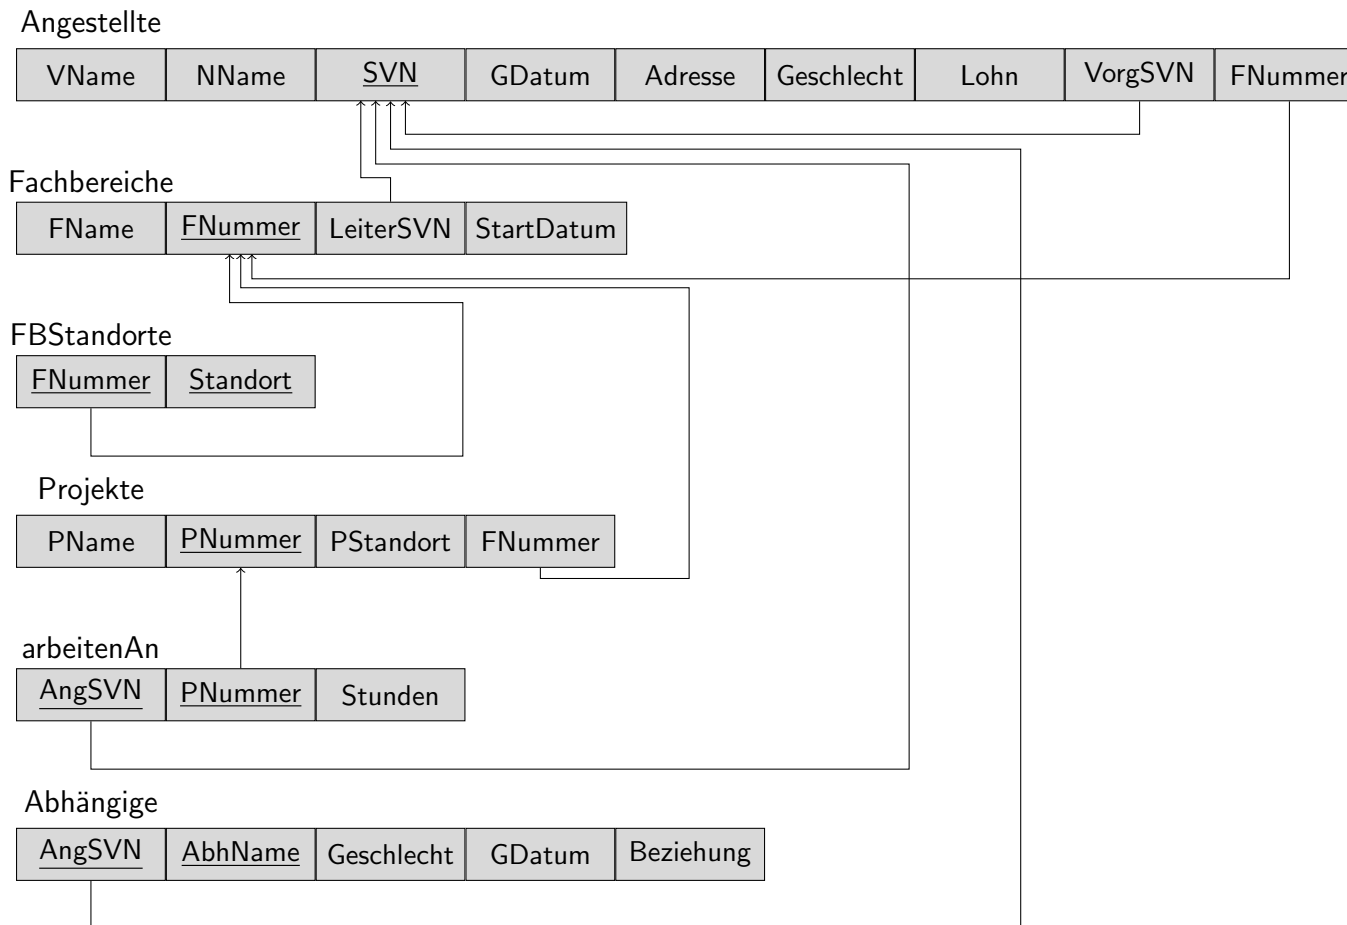 Angestellte
VName NName SVN GDatum Adresse Geschlecht Lohn VorgSVN FNummer
Fachbereiche
FName FNummer LeiterSVN StartDatum
FBStandorte
FNummer Standort
Projekte
PName PNummer PStandort FNummer
arbeitenAn
AngSVN PNummer Stunden
Abhängige
AngSVN AbhName Geschlecht GDatum Beziehung